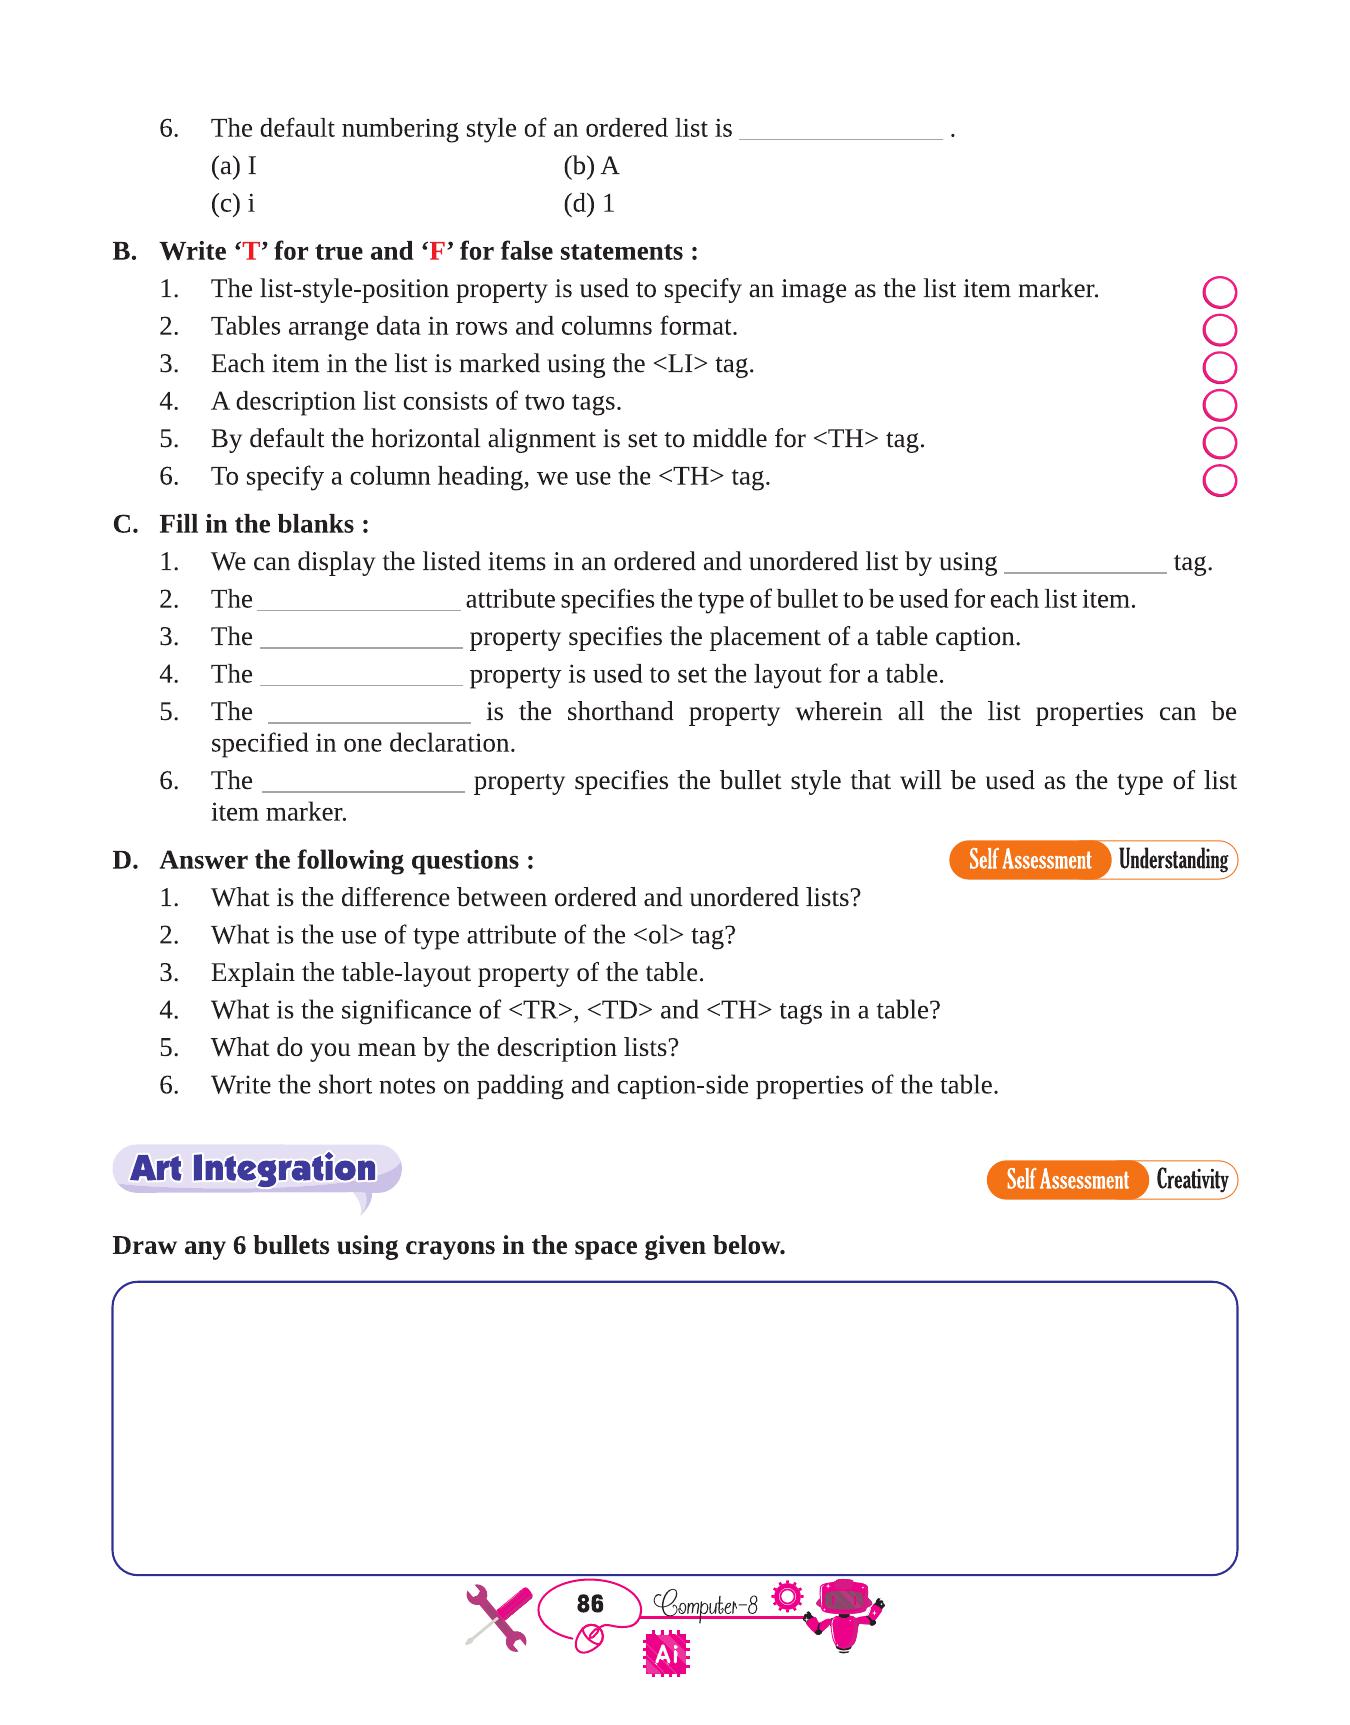 6. The default numbering style of an ordered list is _______________ .
(a) I (b) A
(c) i (d) 1
B. Write ‘T’ for true and ‘F’ for false statements :
1. The list-style-position property is used to specify an image as the list item marker.
2. Tables arrange data in rows and columns format.
3. Each item in the list is marked using the <LI> tag.
4. A description list consists of two tags.
5. By default the horizontal alignment is set to middle for <TH> tag.
6. To specify a column heading, we use the <TH> tag.
C. Fill in the blanks :
1. We can display the listed items in an ordered and unordered list by using ____________ tag.
2. The _______________ attribute specifies the type of bullet to be used for each list item.
3. The _______________ property specifies the placement of a table caption.
4. The _______________ property is used to set the layout for a table.
5. The _______________ is the shorthand property wherein all the list properties can be
specified in one declaration.
6. The _______________ property specifies the bullet style that will be used as the type of list
item marker.
D. Answer the following questions : Self Assessment Understanding
1. What is the difference between ordered and unordered lists?
2. What is the use of type attribute of the <ol> tag?
3. Explain the table-layout property of the table.
4. What is the significance of <TR>, <TD> and <TH> tags in a table?
5. What do you mean by the description lists?
6. Write the short notes on padding and caption-side properties of the table.
Art Integration Self Assessment Creativity
Draw any 6 bullets using crayons in the space given below.
86 Computer-8
Ai